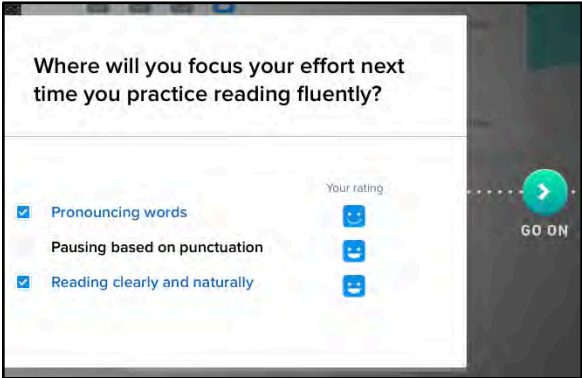 Where will you focus your effort next
time you practice reading fluently?
Your rating
Pronouncing words
Pausing based on punctuation
Reading clearly and naturally
GO ON